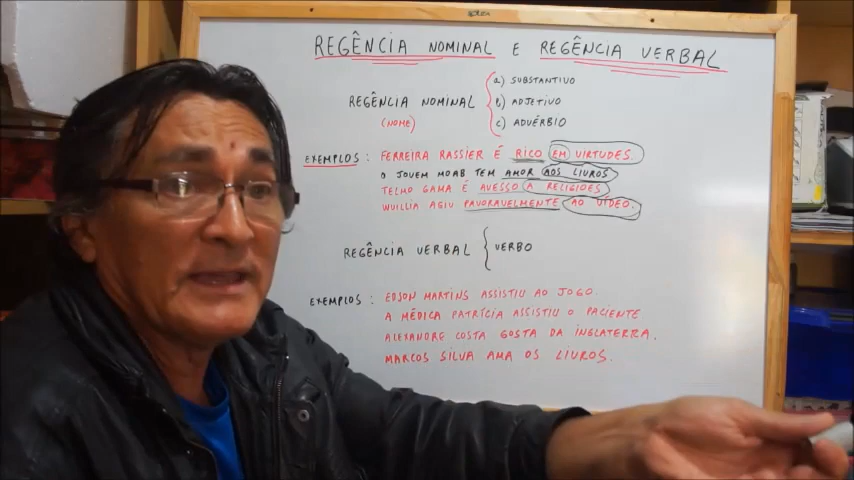 REGÊNCIA NOMINAL E REGÊNCIA VERBAL
a) SUBSTANTIVO
REGÊNCIA NOMINAL b) ADJETIVO
(NOME) c) ADVÉRBIO
EXEMPLOS: FERREIRA RASSIER É RICO EM VIRTUDES.
O JOVEM MOAB TEM AMOR AOS LIVROS
TELMO GAMA É AVESSO A RELIGIÕES
WUILLIA AGIU FAVORAVELMENTE AO VÍDEO.
REGÊNCIA VERBAL VERBO
EXEMPLOS: EDSON MARTINS ASSISTIU AO JOGO.
A MÉDICA PATRÍCIA ASSISTIU O PACIENTE
ALEXANDRE COSTA GOSTA DA INGLATERRA.
MARCOS SILVA AMA OS LIVROS.